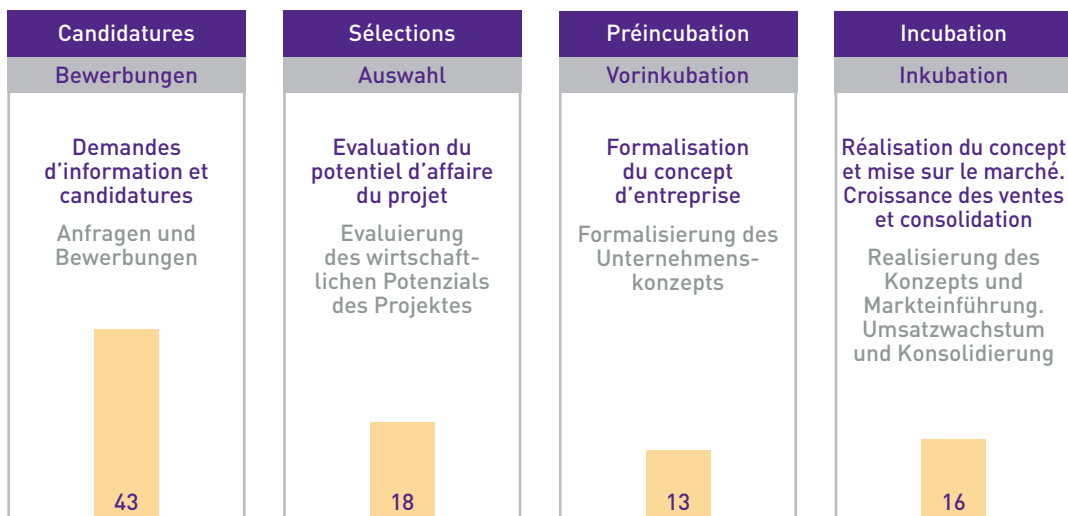 Candidatures
Bewerbungen
Demandes
d’information et
candidatures
Anfragen und
Bewerbungen
43
Sélections
Auswahl
Evaluation du
potentiel d’affaire
du projet
Evaluierung
des wirtschaft-
lichen Potenzials
des Projektes
18
Préincubation
Vorinkubation
Formalisation
du concept
d’entreprise
Formalisierung des
Unternehmens-
konzepts
13
Incubation
Inkubation
Réalisation du concept
et mise sur le marché.
Croissance des ventes
et consolidation
Realisierung des
Konzepts und
Markteinführung.
Umsatzwachstum
und Konsolidierung
16